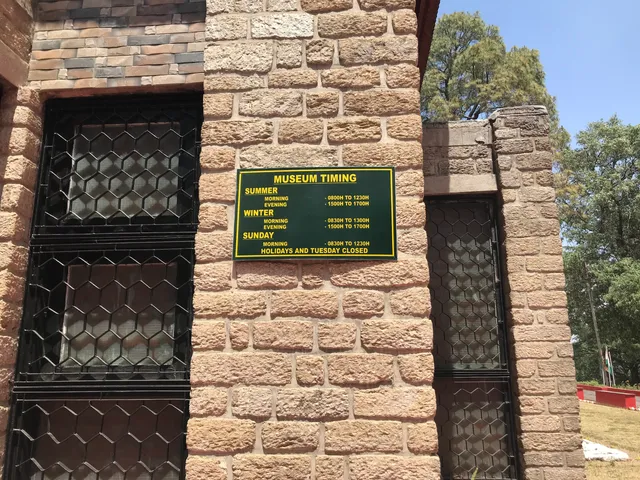 MUSEUM TIMING
SUMMER
MORNING - 0800H TO 1230H
EVENING - 1500H TO 1700H
WINTER
MORNING - 0830H TO 1300H
EVENING - 1500H TO 1700H
SUNDAY
MORNING - 0830H TO 1230H
HOLIDAYS AND TUESDAY CLOSED